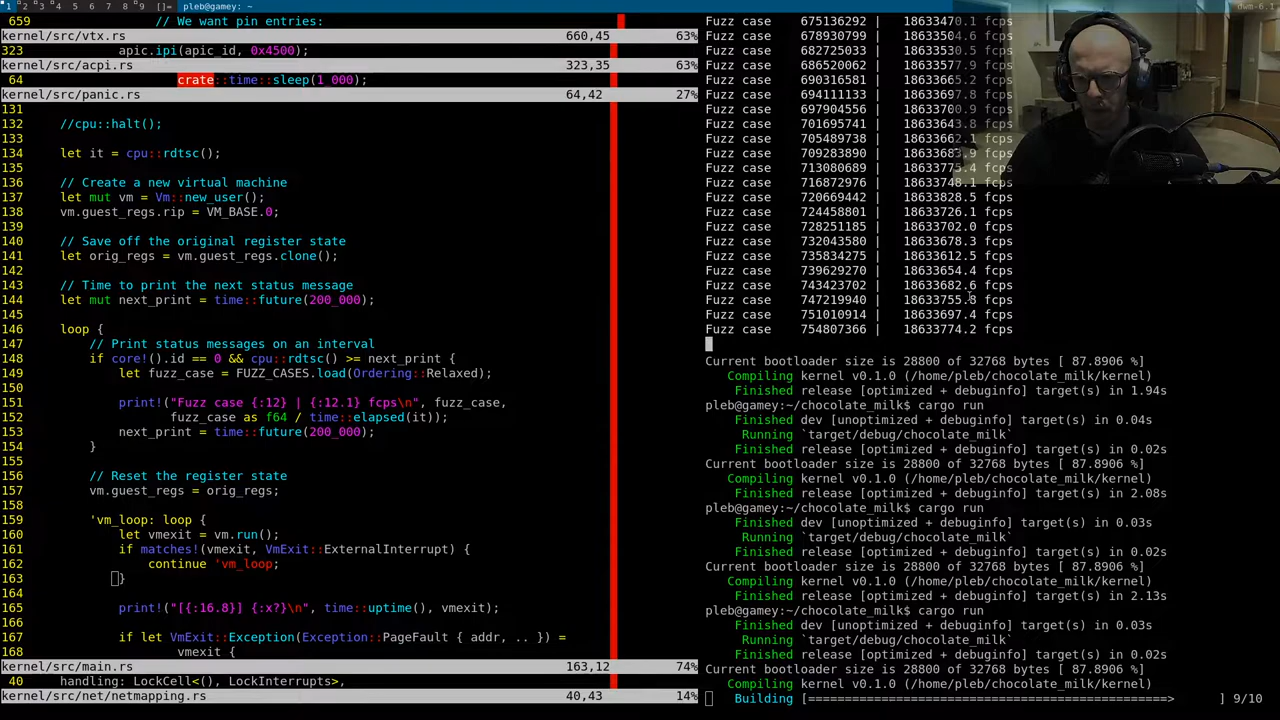 1 2 3 4 5 6 7 8 9 []= pleb@gamey: ~ dwm-6.1
659 // We want pin entries:
kernel/src/vtx.rs 660,45 63%
323 apic.ipi(apic_id, 0x4500);
kernel/src/acpi.rs 323,35 63%
64 crate::time::sleep(1_000);
kernel/src/panic.rs 64,42 27%
131
132 //cpu::halt();
133
134 let it = cpu::rdtsc();
135
136 // Create a new virtual machine
137 let mut vm = Vm::new_user();
138 vm.guest_regs.rip = VM_BASE.0;
139
140 // Save off the original register state
141 let orig_regs = vm.guest_regs.clone();
142
143 // Time to print the next status message
144 let mut next_print = time::future(200_000);
145
146 loop {
147 // Print status messages on an interval
148 if core!().id == 0 && cpu::rdtsc() >= next_print {
149 let fuzz_case = FUZZ_CASES.load(Ordering::Relaxed);
150
151 print!("Fuzz case {:12} | {:12.1} fcps\n", fuzz_case,
152 fuzz_case as f64 / time::elapsed(it));
153 next_print = time::future(200_000);
154 }
155
156 // Reset the register state
157 vm.guest_regs = orig_regs;
158
159 'vm_loop: loop {
160 let vmexit = vm.run();
161 if matches!(vmexit, VmExit::ExternalInterrupt) {
162 continue 'vm_loop;
163 }
164
165 print!("[{:16.8}] {:x?}\n", time::uptime(), vmexit);
166
167 if let VmExit::Exception(Exception::PageFault { addr, .. }) =
168 vmexit {
kernel/src/main.rs 163,12 74%
40 handling: LockCell<(), LockInterrupts>,
kernel/src/net/netmapping.rs 40,43 14%
Fuzz case 675136292 | 18633470.1 fcps
Fuzz case 678930799 | 18633504.6 fcps
Fuzz case 682725033 | 18633530.5 fcps
Fuzz case 686520062 | 18633577.9 fcps
Fuzz case 690316581 | 18633665.2 fcps
Fuzz case 694111133 | 18633697.8 fcps
Fuzz case 697904556 | 18633700.9 fcps
Fuzz case 701695741 | 18633643.8 fcps
Fuzz case 705489738 | 18633662.1 fcps
Fuzz case 709283890 | 18633683.9 fcps
Fuzz case 713080689 | 18633775.4 fcps
Fuzz case 716872976 | 18633748.1 fcps
Fuzz case 720669442 | 18633828.5 fcps
Fuzz case 724458801 | 18633726.1 fcps
Fuzz case 728251185 | 18633702.0 fcps
Fuzz case 732043580 | 18633678.3 fcps
Fuzz case 735834275 | 18633612.5 fcps
Fuzz case 739629270 | 18633654.4 fcps
Fuzz case 743423702 | 18633682.6 fcps
Fuzz case 747219940 | 18633755.8 fcps
Fuzz case 751010914 | 18633697.4 fcps
Fuzz case 754807366 | 18633774.2 fcps
Current bootloader size is 28800 of 32768 bytes [ 87.8906 %]
Compiling kernel v0.1.0 (/home/pleb/chocolate_milk/kernel)
Finished release [optimized + debuginfo] target(s) in 1.94s
pleb@gamey:~/chocolate_milk$ cargo run
Finished dev [unoptimized + debuginfo] target(s) in 0.04s
Running `target/debug/chocolate_milk`
Finished release [optimized + debuginfo] target(s) in 0.02s
Current bootloader size is 28800 of 32768 bytes [ 87.8906 %]
Compiling kernel v0.1.0 (/home/pleb/chocolate_milk/kernel)
Finished release [optimized + debuginfo] target(s) in 2.08s
pleb@gamey:~/chocolate_milk$ cargo run
Finished dev [unoptimized + debuginfo] target(s) in 0.03s
Running `target/debug/chocolate_milk`
Finished release [optimized + debuginfo] target(s) in 0.02s
Current bootloader size is 28800 of 32768 bytes [ 87.8906 %]
Compiling kernel v0.1.0 (/home/pleb/chocolate_milk/kernel)
Finished release [optimized + debuginfo] target(s) in 2.13s
pleb@gamey:~/chocolate_milk$ cargo run
Finished dev [unoptimized + debuginfo] target(s) in 0.03s
Running `target/debug/chocolate_milk`
Finished release [optimized + debuginfo] target(s) in 0.02s
Current bootloader size is 28800 of 32768 bytes [ 87.8906 %]
Compiling kernel v0.1.0 (/home/pleb/chocolate_milk/kernel)
Building [=====================================================> ] 9/10